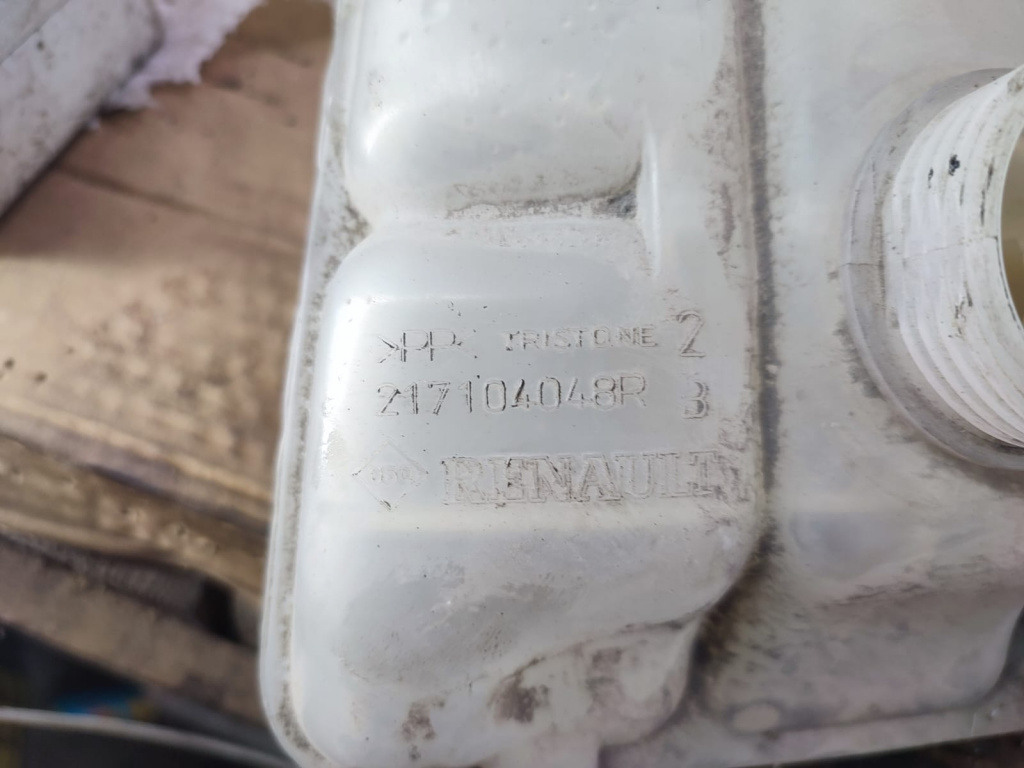 >PP< TRISTONE 2
217104048R 3
RENAULT